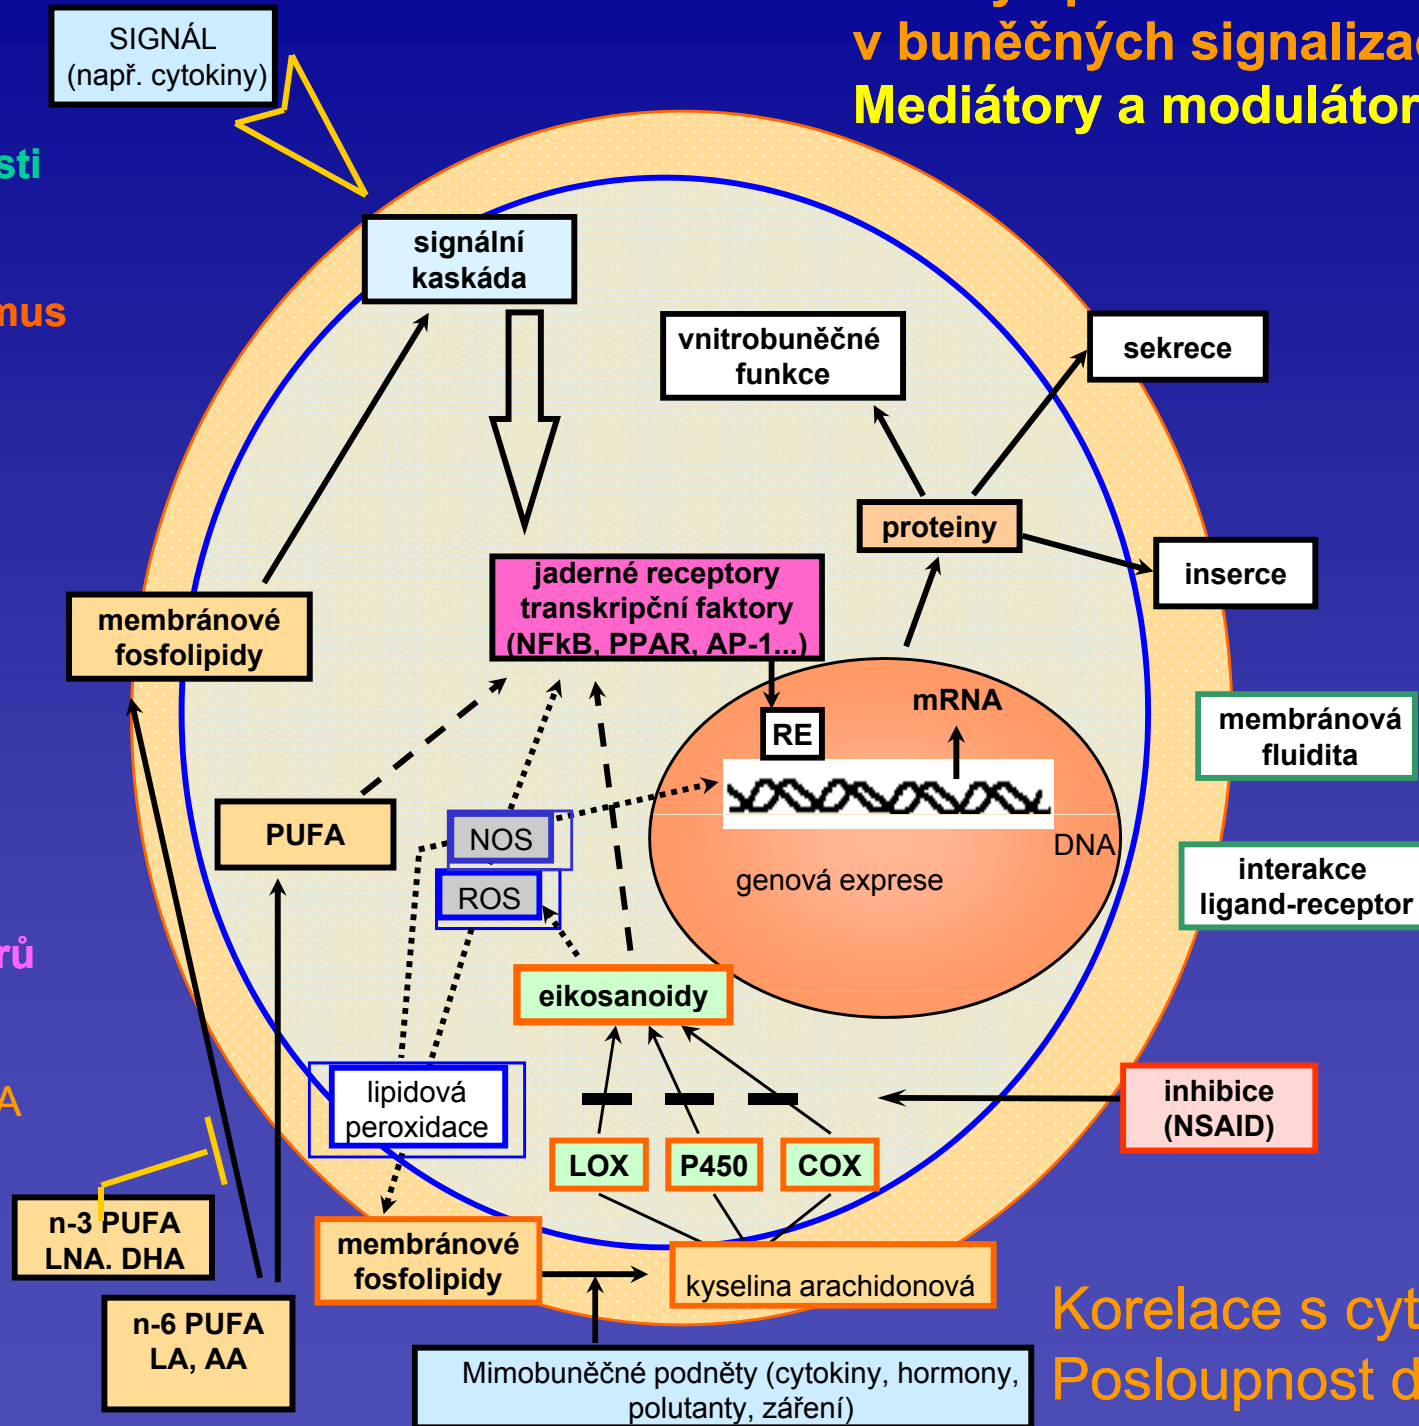 v buněčných signalizac
Mediátory a modulátor
SIGNÁL
(např. cytokiny)
sti
signální
kaskáda
mus
vnitrobuněčné
funkce
sekrece
proteiny
inserce
jaderné receptory
transkripční faktory
(NFkB, PPAR, AP-1...)
membránové
fosfolipidy
RE
mRNA
membránová
fluidita
PUFA
NOS
ROS
DNA
genová exprese
interakce
ligand-receptor
rů
eikosanoidy
A
lipidová
peroxidace
inhibice
(NSAID)
LOX
P450
COX
n-3 PUFA
LNA. DHA
membránové
fosfolipidy
kyselina arachidonová
n-6 PUFA
LA, AA
Mimobuněčné podněty (cytokiny, hormony,
polutanty, záření)
Korelace s cyt
Posloupnost d